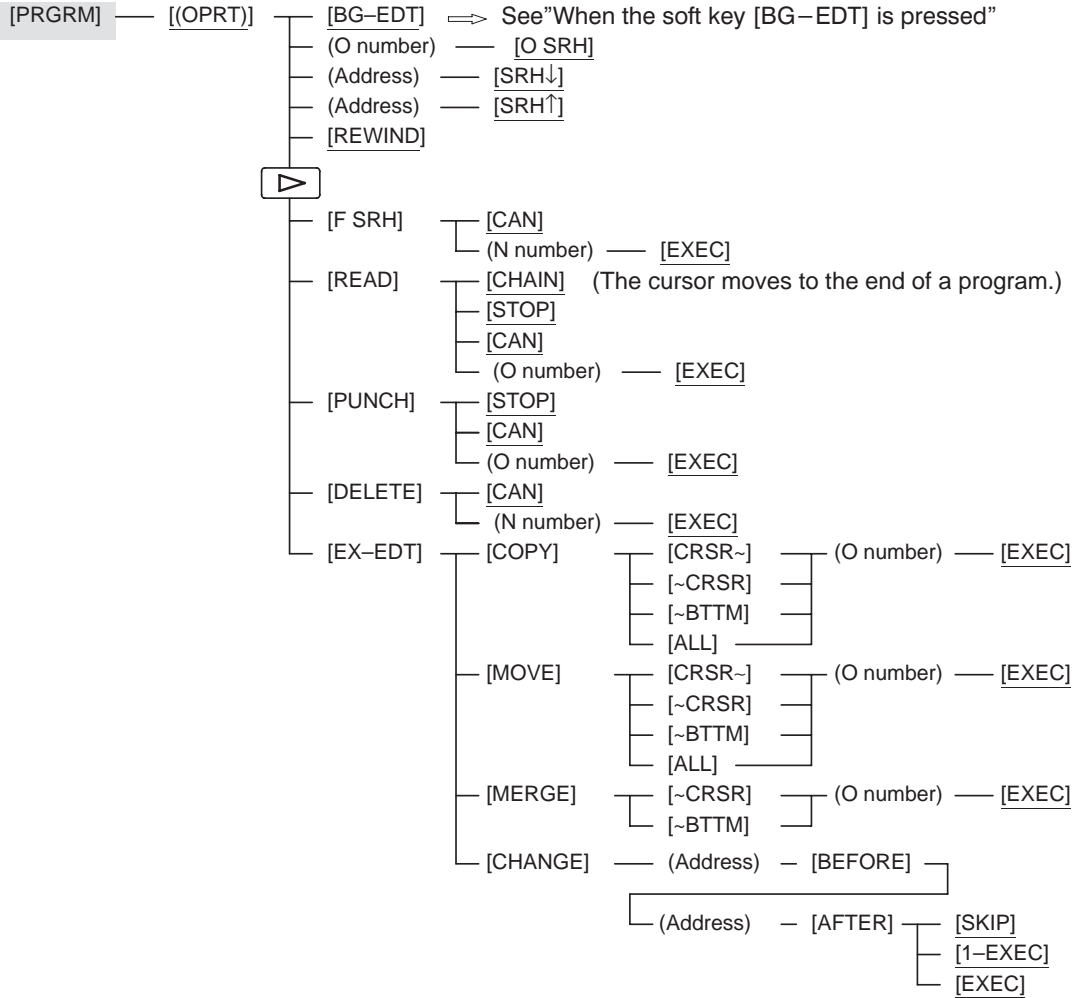 [PRGRM] [(OPRT)] [BG–EDT] See"When the soft key [BG−EDT] is pressed"
(O number) [O SRH]
(Address) [SRH↓]
(Address) [SRH↑]
[REWIND]
[F SRH] [CAN]
(N number) [EXEC]
[READ] [CHAIN] (The cursor moves to the end of a program.)
[STOP]
[CAN]
(O number) [EXEC]
[PUNCH] [STOP]
[CAN]
(O number) [EXEC]
[DELETE] [CAN]
(N number) [EXEC]
[EX–EDT] [COPY] [CRSR~] (O number) [EXEC]
[~CRSR]
[~BTTM]
[ALL]
[MOVE] [CRSR~] (O number) [EXEC]
[~CRSR]
[~BTTM]
[ALL]
[MERGE] [~CRSR] (O number) [EXEC]
[~BTTM]
[CHANGE] (Address) [BEFORE]
(Address) [AFTER] [SKIP]
[1–EXEC]
[EXEC]